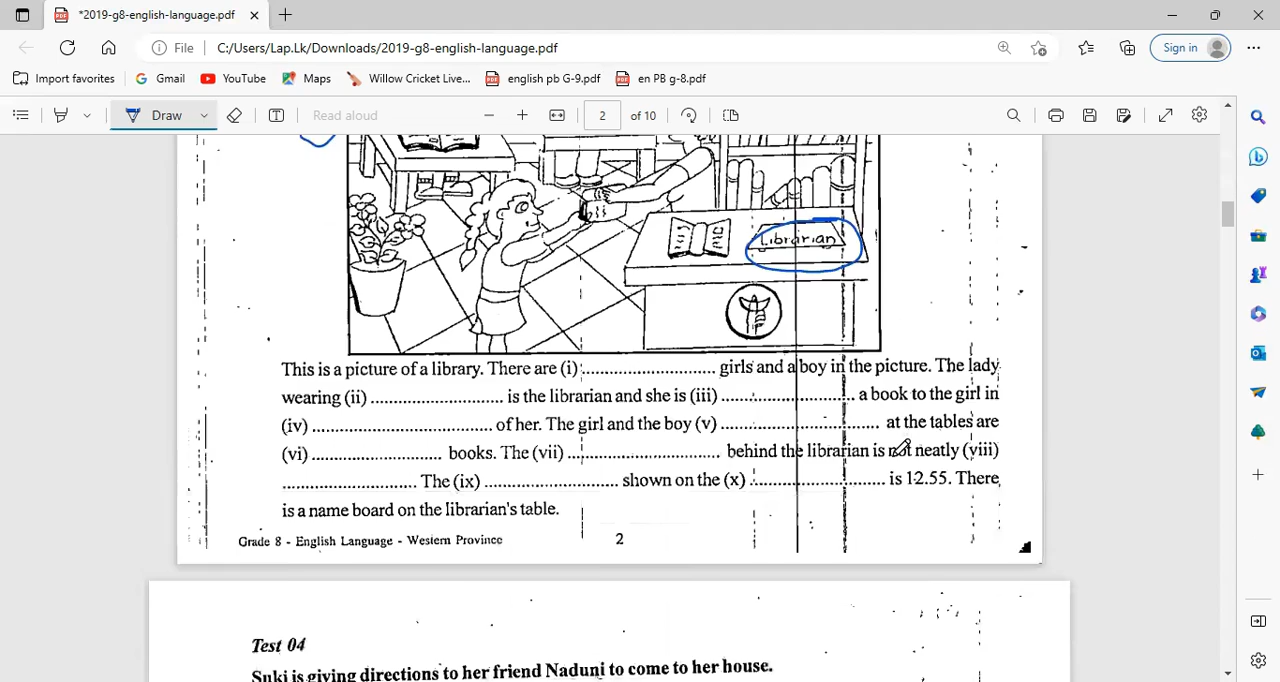 *2019-g8-english-language.pdf
File
C:/Users/Lap.Lk/Downloads/2019-g8-english-language.pdf
Sign in
Import favorites
Gmail
YouTube
Maps
Willow Cricket Live...
english pb G-9.pdf
en PB g-8.pdf
Draw
Read aloud
2 of 10
Librarian
This is a picture of a library. There are (i) ............................... girls and a boy in the picture. The lady
wearing (ii) ............................... is the librarian and she is (iii) ............................... a book to the girl in
(iv) .......................................... of her. The girl and the boy (v) ..................................... at the tables are
(vi) ............................... books. The (vii) ..................................... behind the librarian is not neatly (viii)
............................... The (ix) ............................... shown on the (x) ............................... is 12.55. There
is a name board on the librarian's table.
Grade 8 - English Language - Western Province
2
Test 04
Suki is giving directions to her friend Naduni to come to her house.